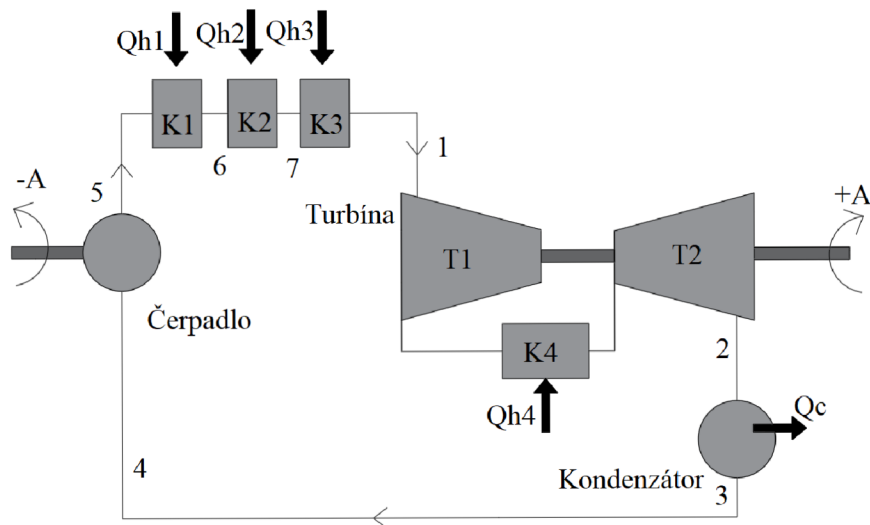 Qh1 Qh2 Qh3
K1 K2 K3
6 7 1
-A 5 Turbína +A
T1 T2
Čerpadlo
K4 2
Qh4 Qc
4 Kondenzátor
3